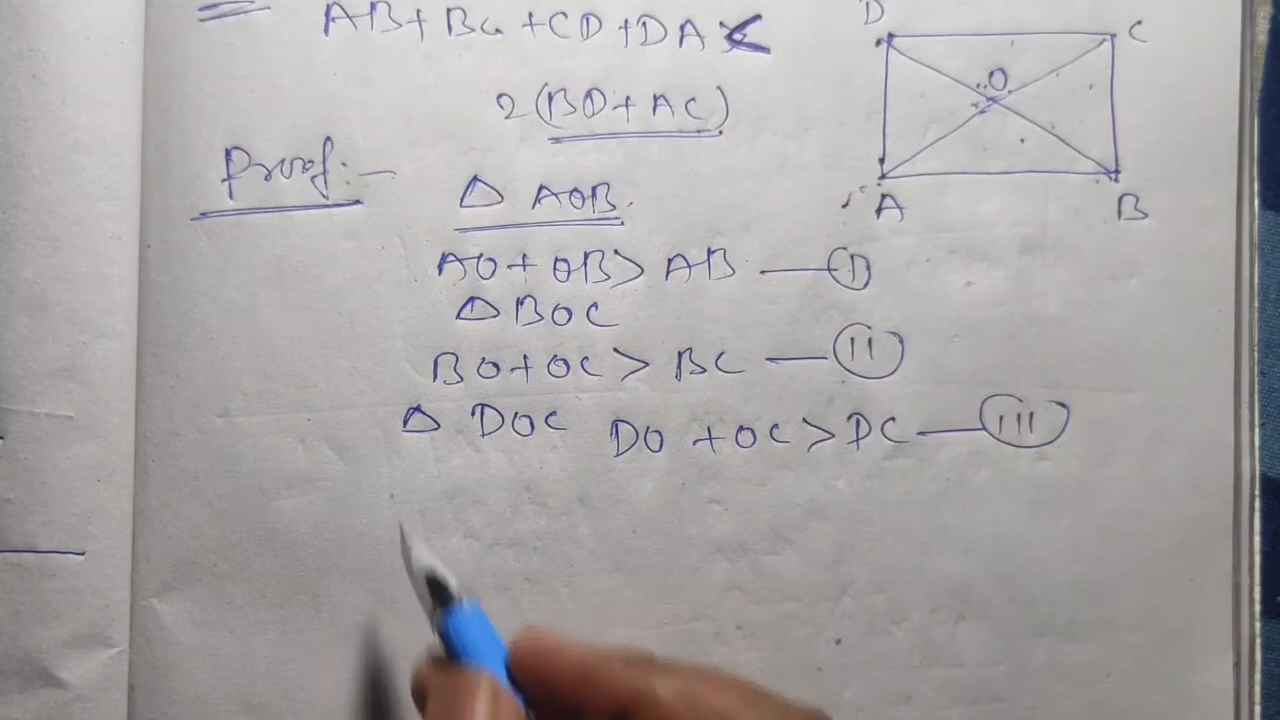 AB+BC+CD+DA <
2(BD+AC)
Proof:-
△ AOB.
AO+OB>AB —(I)
△ BOC
BO+OC>BC —(II)
△ DOC DO+OC>DC —(III)
D
C
O
A
B